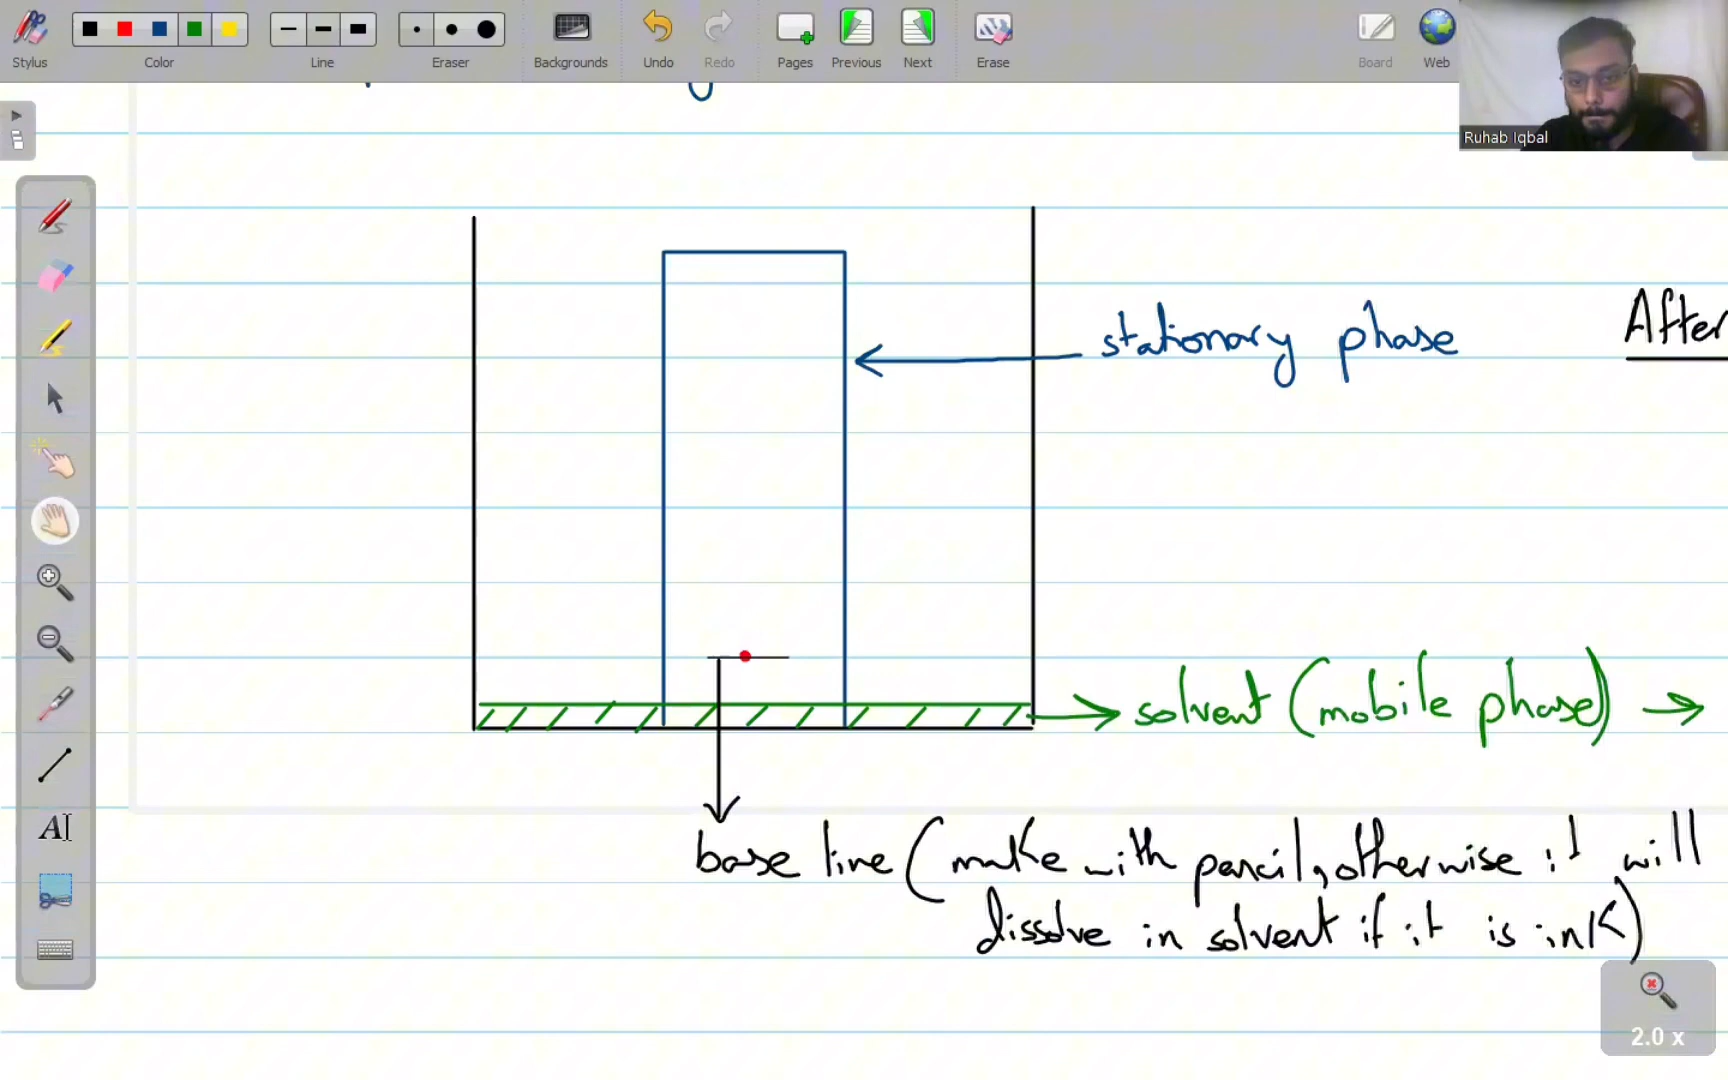 Stylus
Color
Line
Eraser
Backgrounds
Undo
Redo
Pages
Previous
Next
Erase
Board
Web
Ruhab Iqbal
stationary phase
After
solvent (mobile phase) →
base line (make with pencil, otherwise it will
dissolve in solvent if it is ink)
AI
2.0 x